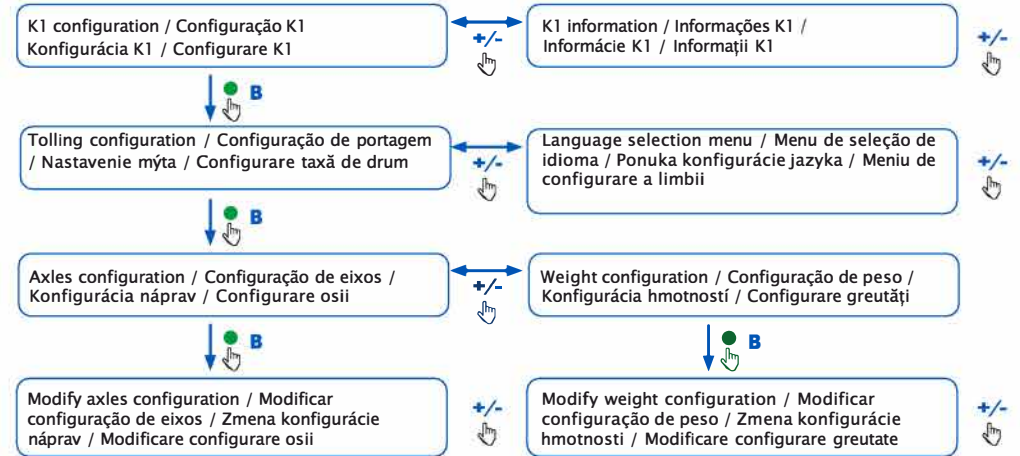 K1 configuration / Configuração K1
Konfigurácia K1 / Configurare K1
+/-
K1 information / Informações K1 /
Informácie K1 / Informații K1
+/-
B
Tolling configuration / Configuração de portagem
/ Nastavenie mýta / Configurare taxă de drum
+/-
Language selection menu / Menu de seleção de
idioma / Ponuka konfigurácie jazyka / Meniu de
configurare a limbii
+/-
B
Axles configuration / Configuração de eixos /
Konfigurácia náprav / Configurare osii
+/-
Weight configuration / Configuração de peso /
Konfigurácia hmotností / Configurare greutăți
B
B
Modify axles configuration / Modificar
configuração de eixos / Zmena konfigurácie
náprav / Modificare configurare osii
+/-
Modify weight configuration / Modificar
configuração de peso / Zmena konfigurácie
hmotnosti / Modificare configurare greutate
+/-